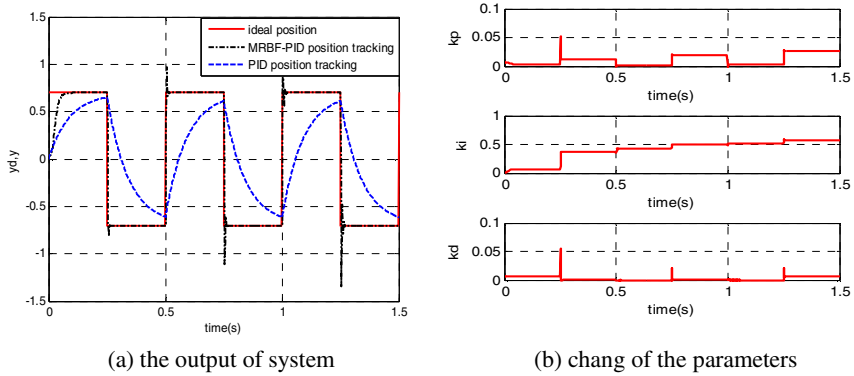 1.5
1
0.5
0
-0.5
-1
-1.5
yd,y
0
0.5
1
1.5
time(s)
ideal position
MRBF-PID position tracking
PID position tracking
(a) the output of system
0.1
0.05
0
kp
0
0.5
1
1.5
time(s)
1
0.5
0
ki
0
0.5
1
1.5
time(s)
0.1
0.05
0
kd
0
0.5
1
1.5
time(s)
(b) chang of the parameters